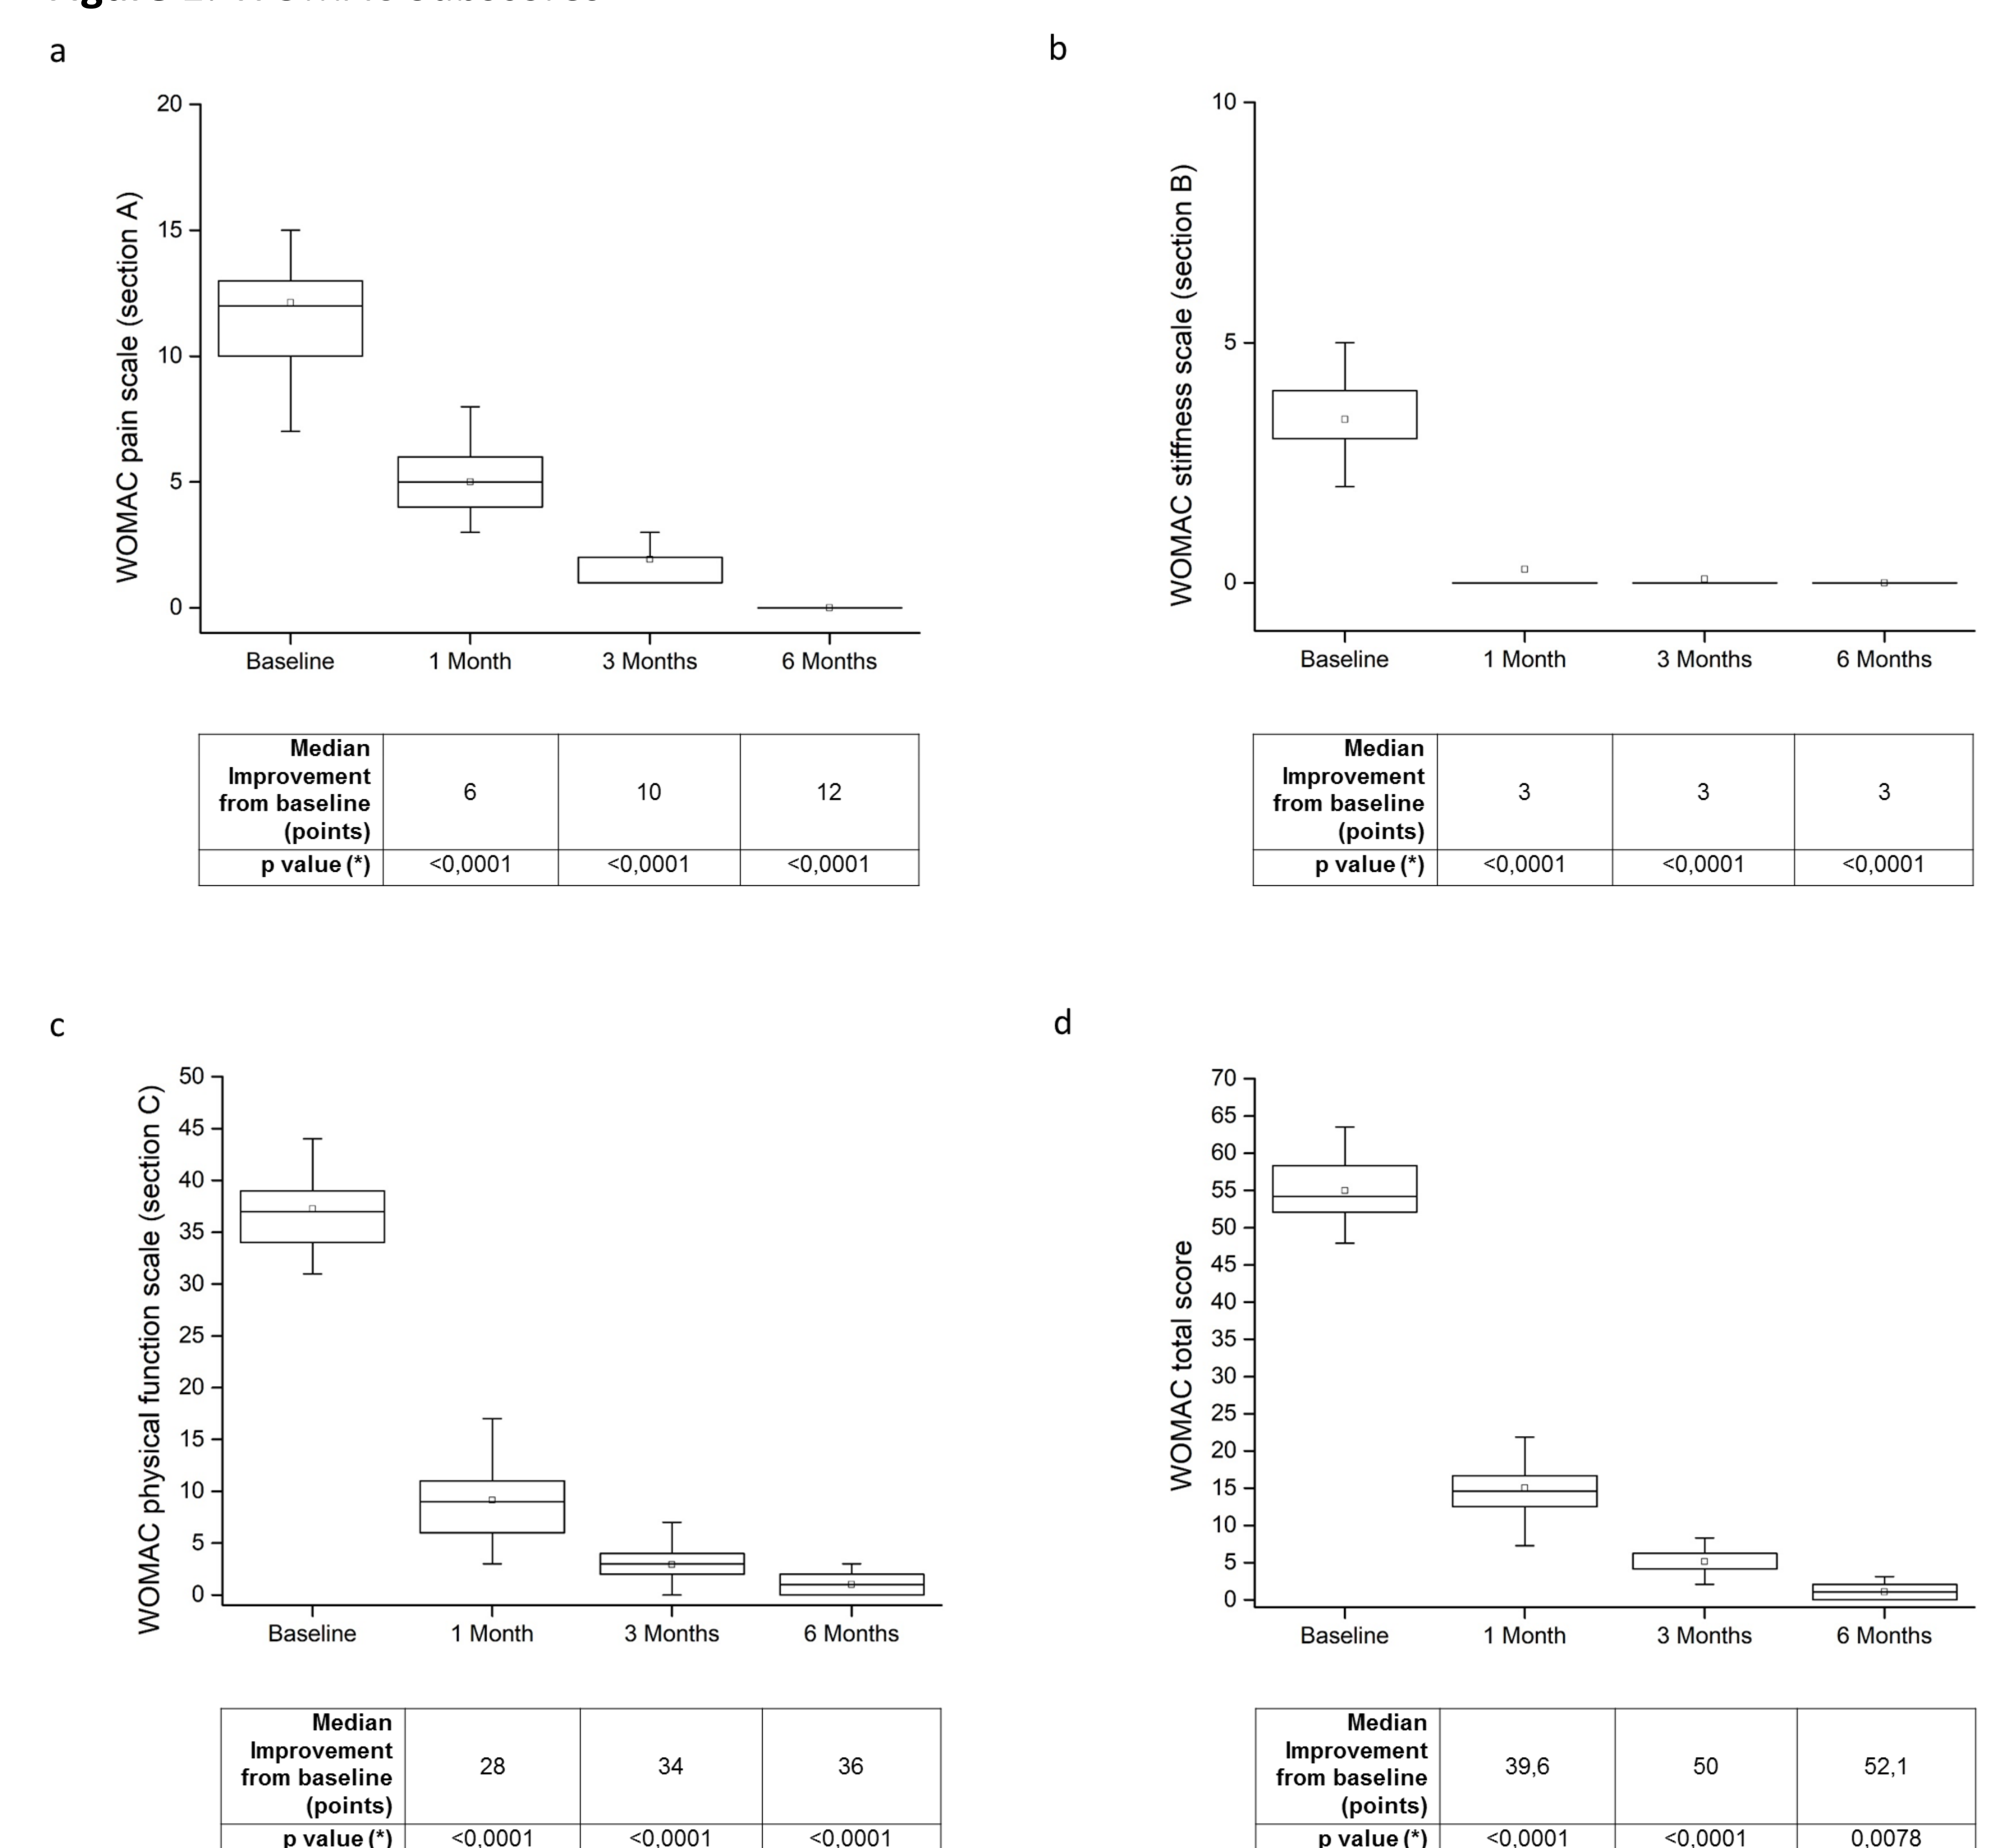 a
WOMAC pain scale (section A)
20
15
10
5
0
Baseline 1 Month 3 Months 6 Months
Median
Improvement
from baseline
(points)
6 10 12
p value (*) <0,0001 <0,0001 <0,0001
b
WOMAC stiffness scale (section B)
10
5
0
Baseline 1 Month 3 Months 6 Months
Median
Improvement
from baseline
(points)
3 3 3
p value (*) <0,0001 <0,0001 <0,0001
c
WOMAC physical function scale (section C)
50
45
40
35
30
25
20
15
10
5
0
Baseline 1 Month 3 Months 6 Months
Median
Improvement
from baseline
(points)
28 34 36
p value (*) <0,0001 <0,0001 <0,0001
d
WOMAC total score
70
65
60
55
50
45
40
35
30
25
20
15
10
5
0
Baseline 1 Month 3 Months 6 Months
Median
Improvement
from baseline
(points)
39,6 50 52,1
p value (*) <0,0001 <0,0001 0,0078